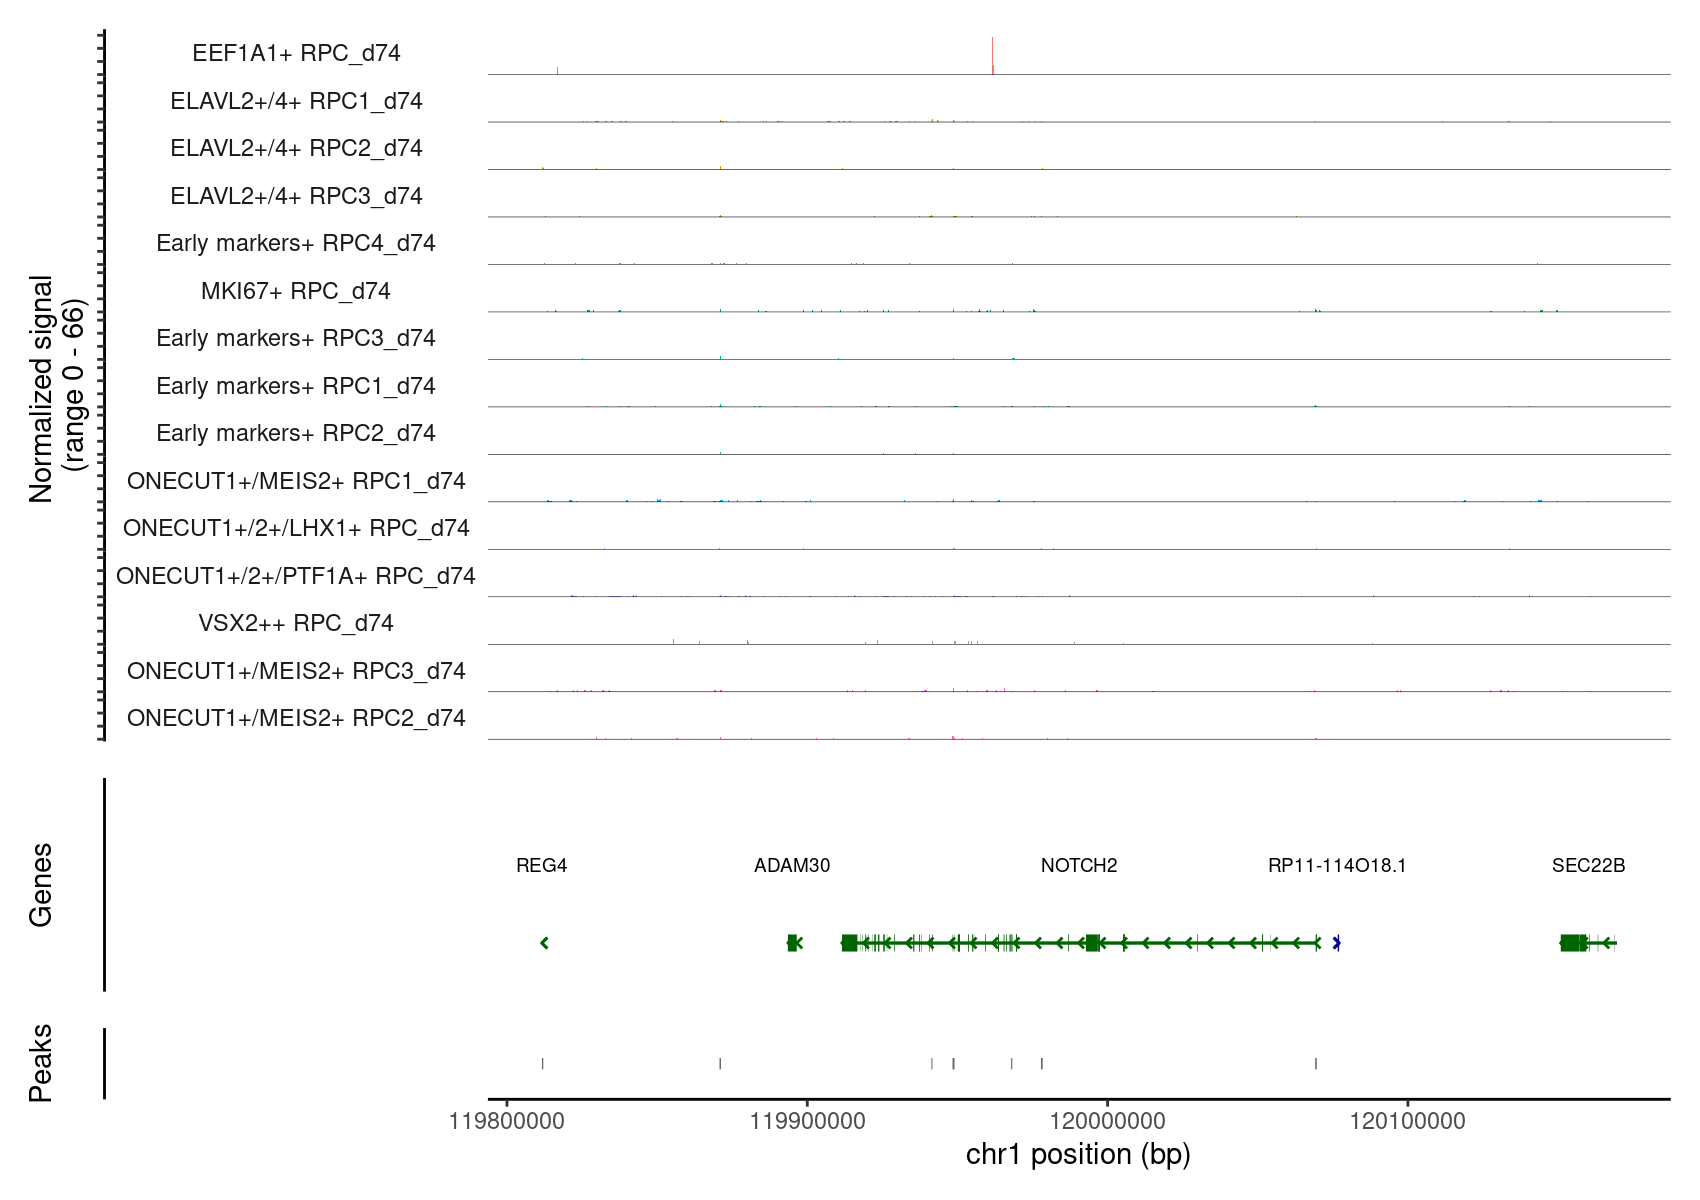 Normalized signal
(range 0 - 66)
EEF1A1+ RPC_d74
ELAVL2+/4+ RPC1_d74
ELAVL2+/4+ RPC2_d74
ELAVL2+/4+ RPC3_d74
Early markers+ RPC4_d74
MKI67+ RPC_d74
Early markers+ RPC3_d74
Early markers+ RPC1_d74
Early markers+ RPC2_d74
ONECUT1+/MEIS2+ RPC1_d74
ONECUT1+/2+/LHX1+ RPC_d74
ONECUT1+/2+/PTF1A+ RPC_d74
VSX2++ RPC_d74
ONECUT1+/MEIS2+ RPC3_d74
ONECUT1+/MEIS2+ RPC2_d74
Genes
REG4 ADAM30 NOTCH2 RP11-114O18.1 SEC22B
Peaks
119800000 119900000 120000000 120100000
chr1 position (bp)